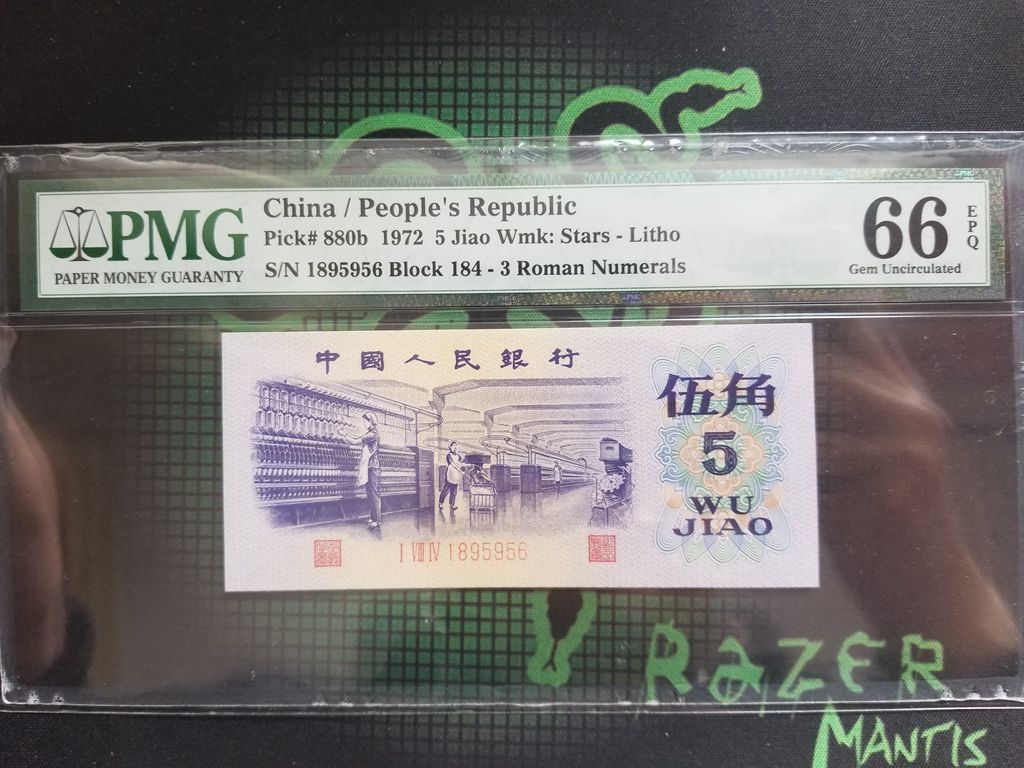 PMG
PAPER MONEY GUARANTY
China / People's Republic
Pick# 880b 1972 5 Jiao Wmk: Stars - Litho
S/N 1895956 Block 184 - 3 Roman Numerals
66
EPQ
Gem Uncirculated
中國人民銀行
伍角
5
WU
JIAO
I VIII IV 1895956
RAZER
MANTIS